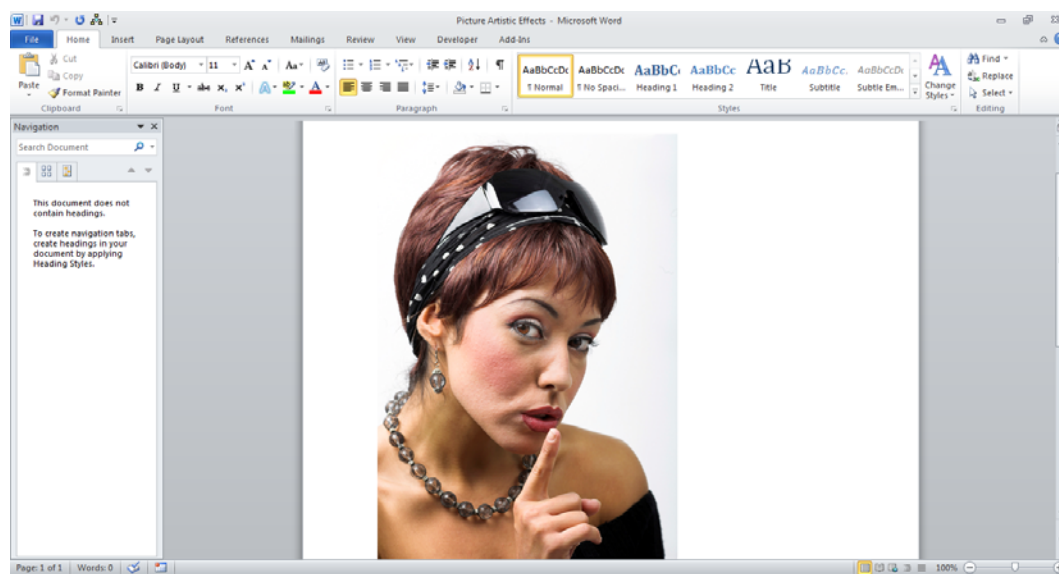 W
Picture Artistic Effects - Microsoft Word
File Home Insert Page Layout References Mailings Review View Developer Add-Ins
Paste
Cut
Copy
Format Painter
Clipboard
Calibri (Body) 11 A A Aa
B I U abc x, x² A A
Font
Paragraph
AaBbCcDc AaBbCcDc AaBbC AaBbCc AaB AaBbCc. AaBbCcDc
¶ Normal ¶ No Spaci... Heading 1 Heading 2 Title Subtitle Subtle Em...
Styles
A
Change
Styles
Find
Replace
Select
Editing
Navigation
Search Document
This document does not
contain headings.
To create navigation tabs,
create headings in your
document by applying
Heading Styles.
Page: 1 of 1 Words: 0 100%